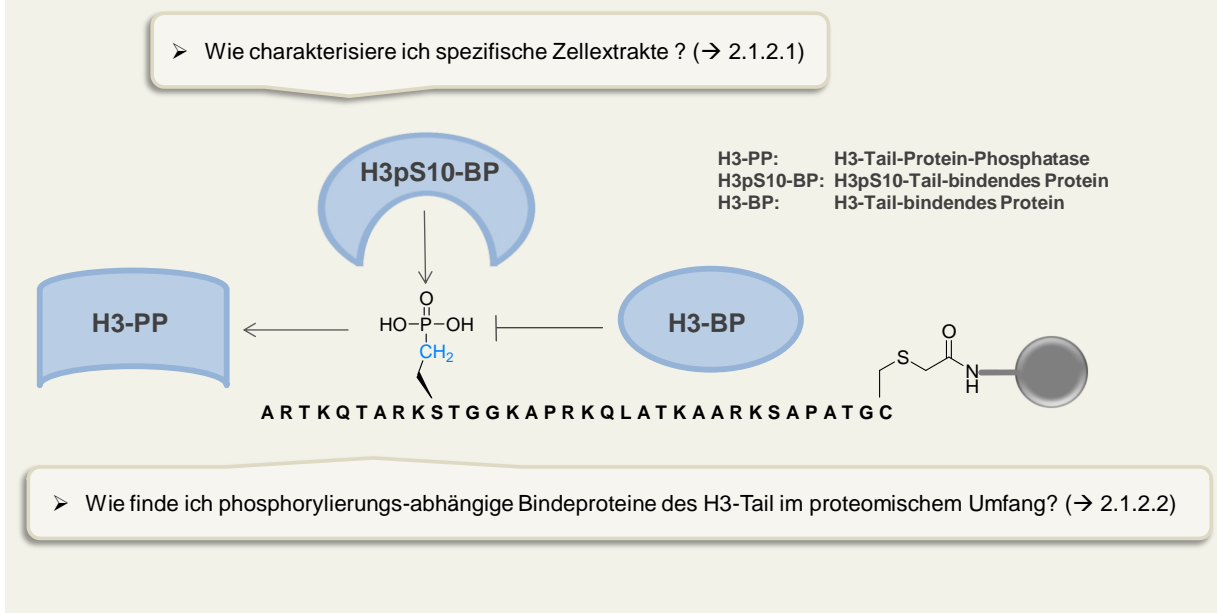 ➢ Wie charakterisiere ich spezifische Zellextrakte ? (→ 2.1.2.1)
H3pS10-BP
H3-PP: H3-Tail-Protein-Phosphatase
H3pS10-BP: H3pS10-Tail-bindendes Protein
H3-BP: H3-Tail-bindendes Protein
H3-PP
O
HO-P-OH
CH2
H3-BP
O
S
N
H
A R T K Q T A R K S T G G K A P R K Q L A T K A A R K S A P A T G C
➢ Wie finde ich phosphorylierungs-abhängige Bindeproteine des H3-Tail im proteomischem Umfang? (→ 2.1.2.2)